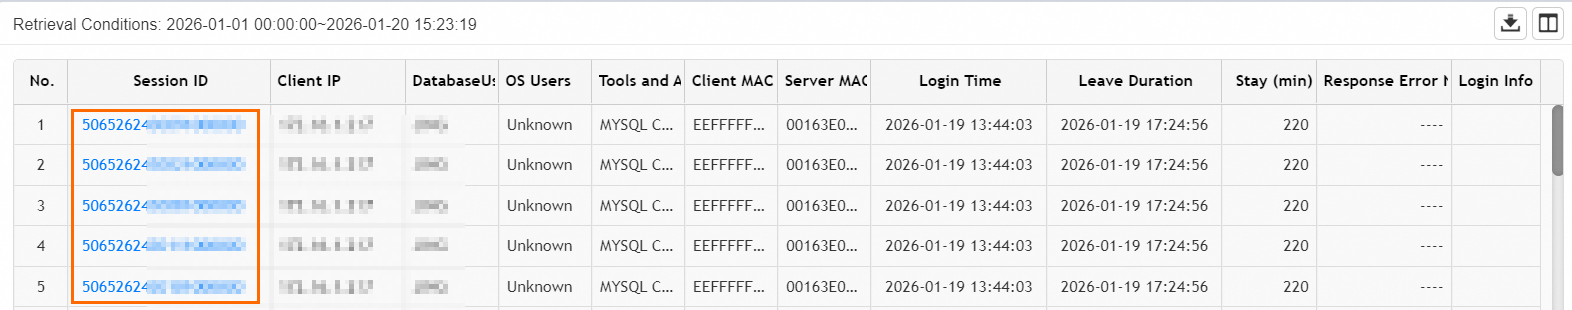 Retrieval Conditions: 2026-01-01 00:00:00~2026-01-20 15:23:19
No. Session ID Client IP DatabaseUs OS Users Tools and A Client MAC Server MAC Login Time Leave Duration Stay (min) Response Error N Login Info
1 50652624 Unknown MYSQL C... EEFFFFF... 00163E0... 2026-01-19 13:44:03 2026-01-19 17:24:56 220 ----
2 50652624 Unknown MYSQL C... EEFFFFF... 00163E0... 2026-01-19 13:44:03 2026-01-19 17:24:56 220 ----
3 50652624 Unknown MYSQL C... EEFFFFF... 00163E0... 2026-01-19 13:44:03 2026-01-19 17:24:56 220 ----
4 50652624 Unknown MYSQL C... EEFFFFF... 00163E0... 2026-01-19 13:44:03 2026-01-19 17:24:56 220 ----
5 50652624 Unknown MYSQL C... EEFFFFF... 00163E0... 2026-01-19 13:44:03 2026-01-19 17:24:56 220 ----